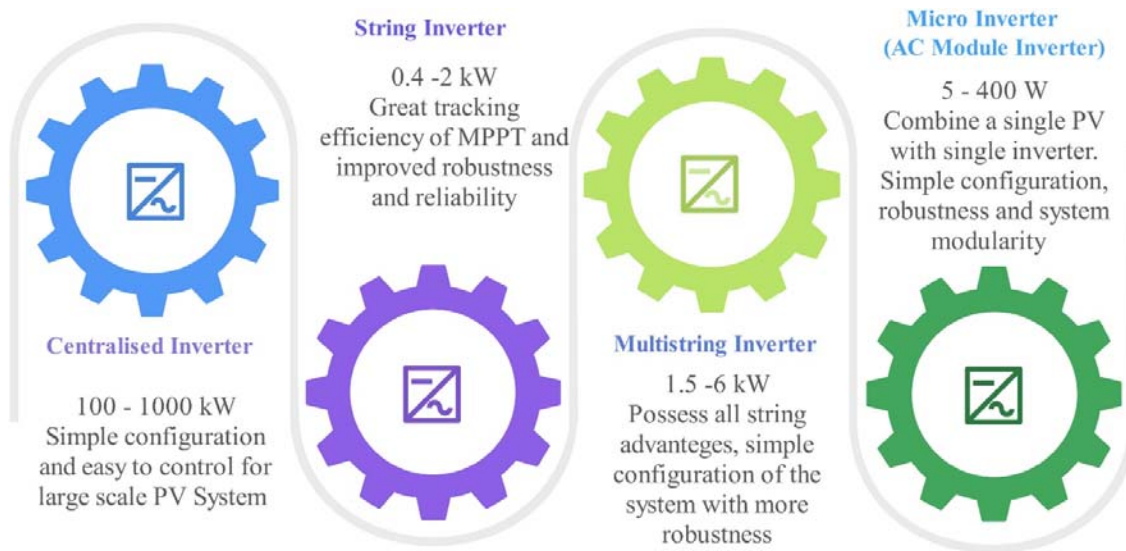 Centralised Inverter
100 - 1000 kW
Simple configuration
and easy to control for
large scale PV System
String Inverter
0.4 -2 kW
Great tracking
efficiency of MPPT and
improved robustness
and reliability
Multistring Inverter
1.5 -6 kW
Possess all string
advanteges, simple
configuration of the
system with more
robustness
Micro Inverter
(AC Module Inverter)
5 - 400 W
Combine a single PV
with single inverter.
Simple configuration,
robustness and system
modularity